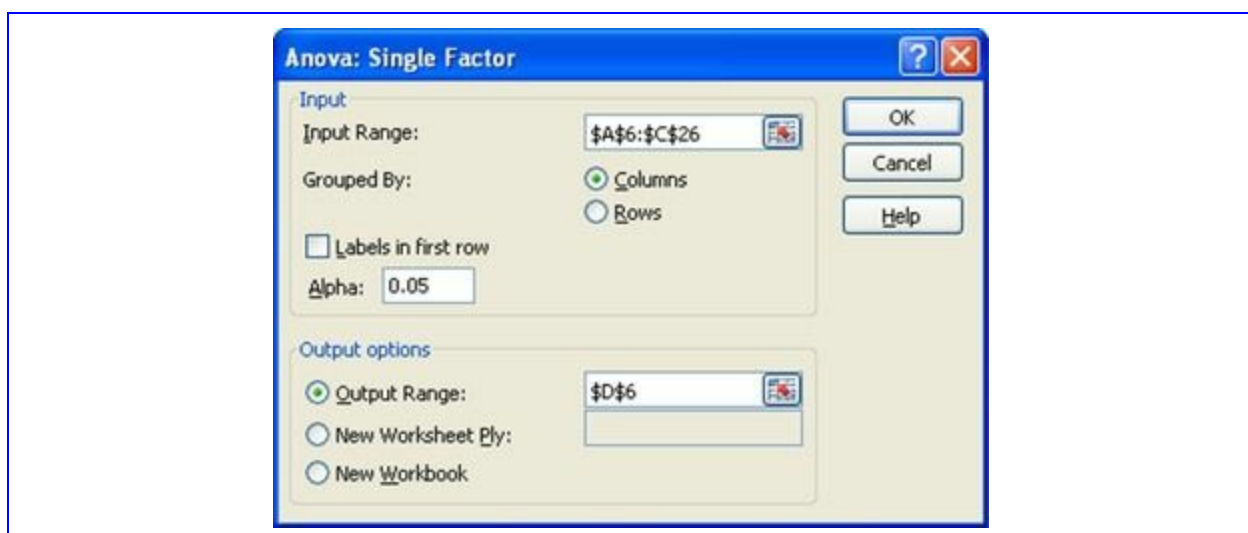 Anova: Single Factor
Input
Input Range:
$A$6:$C$26
Grouped By:
Columns
Rows
Labels in first row
Alpha:
0.05
Output options
Output Range:
$D$6
New Worksheet Ply:
New Workbook
OK
Cancel
Help